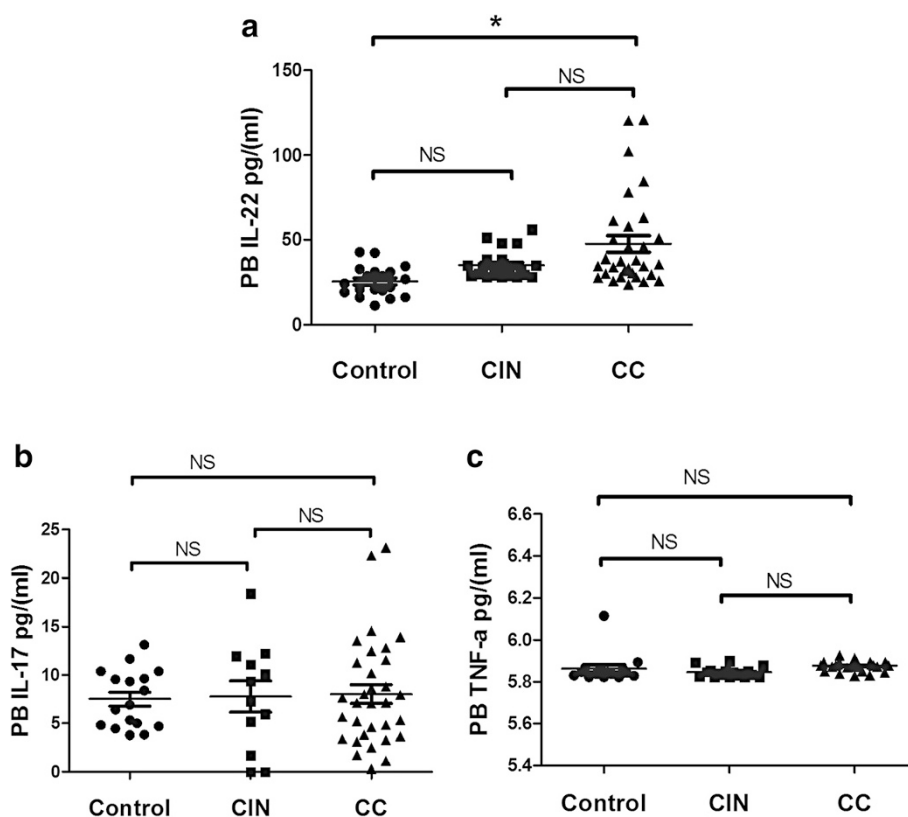 a
*
NS
NS
150
100
50
0
PB IL-22 pg/(ml)
Control CIN CC
b
NS
NS
NS
25
20
15
10
5
0
PB IL-17 pg/(ml)
Control CIN CC
c
NS
NS
NS
6.6
6.4
6.2
6.0
5.8
5.6
5.4
PB TNF-a pg/(ml)
Control CIN CC